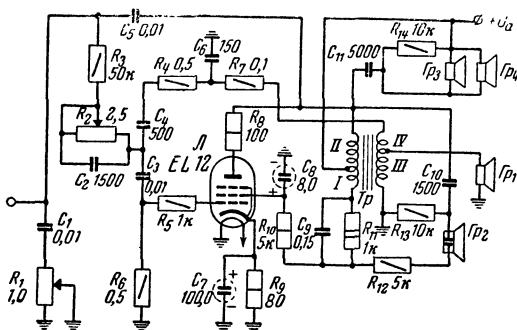 C5 0,01
R3
50к
C6 150
R4 0,5
R7 0,1
C11 5000
R14 10к
Гр3
Гр4
R2 2,5
C4
500
Л
EL12
R8
100
C8
8,0
II
I
Тр
IV
III
C10
1500
Гр1
C2 1500
C3
0,01
R5 1к
C1
0,01
R10
5к
C9
0,15
R11
1к
R13 10к
Гр2
R12 5к
R1
1,0
R6
0,5
C7
100,0
R9
80